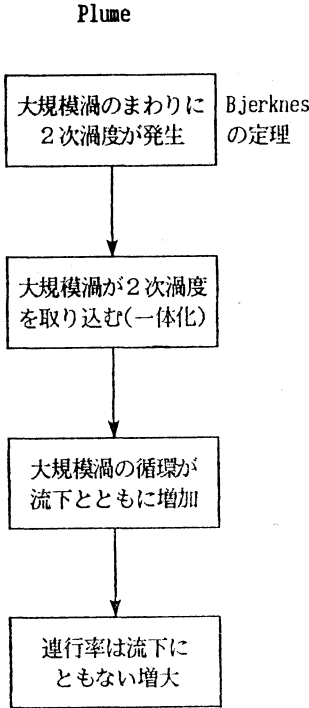 Plume
大規模渦のまわりに
２次渦度が発生
Bjerknes
の定理
大規模渦が２次渦度
を取り込む(一体化)
大規模渦の循環が
流下とともに増加
連行率は流下に
ともない増大